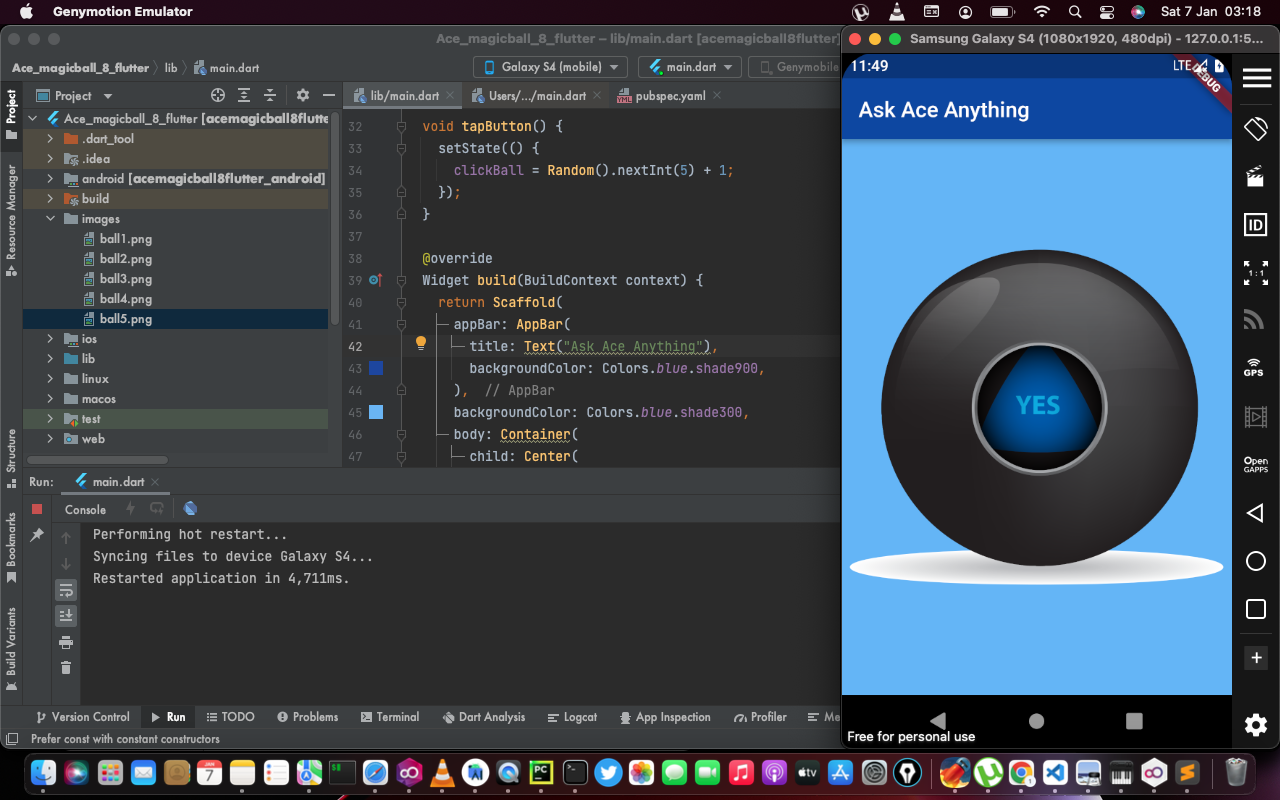 Genymotion Emulator
Sat 7 Jan 03:18
Ace_magicball_8_flutter – lib/main.dart [acemagicball8flutter]
Samsung Galaxy S4 (1080x1920, 480dpi) - 127.0.0.1:5...
Ace_magicball_8_flutter
lib
main.dart
Galaxy S4 (mobile)
main.dart
Genymobile
Project
lib/main.dart
Users/.../main.dart
pubspec.yaml
Project
Resource Manager
Structure
Bookmarks
Build Variants
Ace_magicball_8_flutter [acemagicball8flutte
.dart_tool
.idea
android [acemagicball8flutter_android]
build
images
ball1.png
ball2.png
ball3.png
ball4.png
ball5.png
ios
lib
linux
macos
test
web
32 void tapButton() {
33 setState(() {
34 clickBall = Random().nextInt(5) + 1;
35 });
36 }
37
38 @override
39 Widget build(BuildContext context) {
40 return Scaffold(
41 appBar: AppBar(
42 title: Text("Ask Ace Anything"),
43 backgroundColor: Colors.blue.shade900,
44 ), // AppBar
45 backgroundColor: Colors.blue.shade300,
46 body: Container(
47 child: Center(
Run:
main.dart
Console
Performing hot restart...
Syncing files to device Galaxy S4...
Restarted application in 4,711ms.
Version Control
Run
TODO
Problems
Terminal
Dart Analysis
Logcat
App Inspection
Profiler
Me
Prefer const with constant constructors
11:49
LTE
DEBUG
Ask Ace Anything
YES
Free for personal use
ID
1:1
GPS
Open
GAPPS
JAN
7
PC